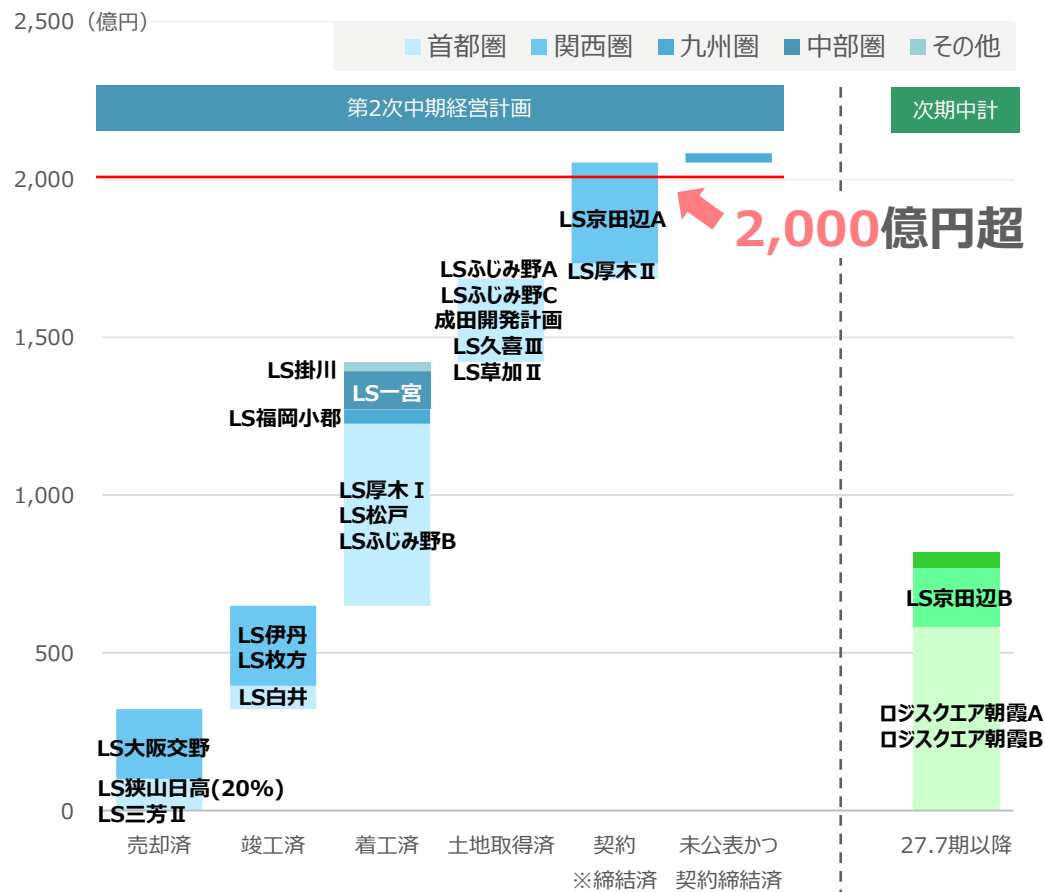 2,500（億円）
首都圏 関西圏 九州圏 中部圏 その他
第2次中期経営計画
次期中計
2,000
2,000億円超
LS京田辺A
LS厚木Ⅱ
LSふじみ野A
LSふじみ野C
成田開発計画
LS久喜Ⅲ
LS草加Ⅱ
1,500
LS掛川
LS一宮
LS福岡小郡
1,000
LS厚木Ⅰ
LS松戸
LSふじみ野B
LS京田辺B
500
LS伊丹
LS枚方
LS白井
ロジスクエア朝霞A
ロジスクエア朝霞B
LS大阪交野
LS狭山日高(20%)
LS三芳Ⅱ
0
売却済 竣工済 着工済 土地取得済 契約 未公表かつ 27.7期以降
※締結済 契約締結済